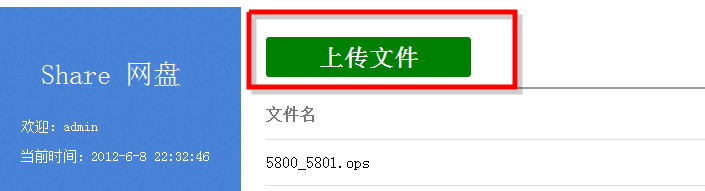 Share 网盘
欢迎：admin
当前时间：2012-6-8 22:32:46
上传文件
文件名
5800_5801.ops